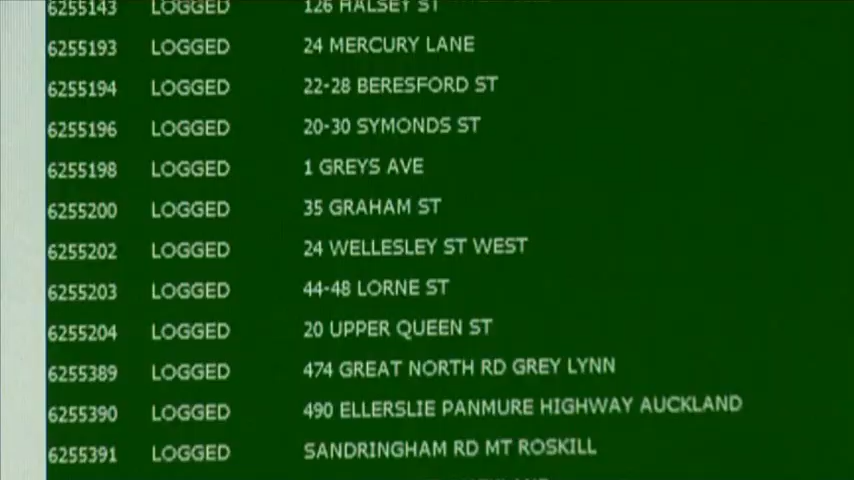 6255143 LOGGED 126 HALSEY ST
6255193 LOGGED 24 MERCURY LANE
6255194 LOGGED 22-28 BERESFORD ST
6255196 LOGGED 20-30 SYMONDS ST
6255198 LOGGED 1 GREYS AVE
6255200 LOGGED 35 GRAHAM ST
6255202 LOGGED 24 WELLESLEY ST WEST
6255203 LOGGED 44-48 LORNE ST
6255204 LOGGED 20 UPPER QUEEN ST
6255389 LOGGED 474 GREAT NORTH RD GREY LYNN
6255390 LOGGED 490 ELLERSLIE PANMURE HIGHWAY AUCKLAND
6255391 LOGGED SANDRINGHAM RD MT ROSKILL